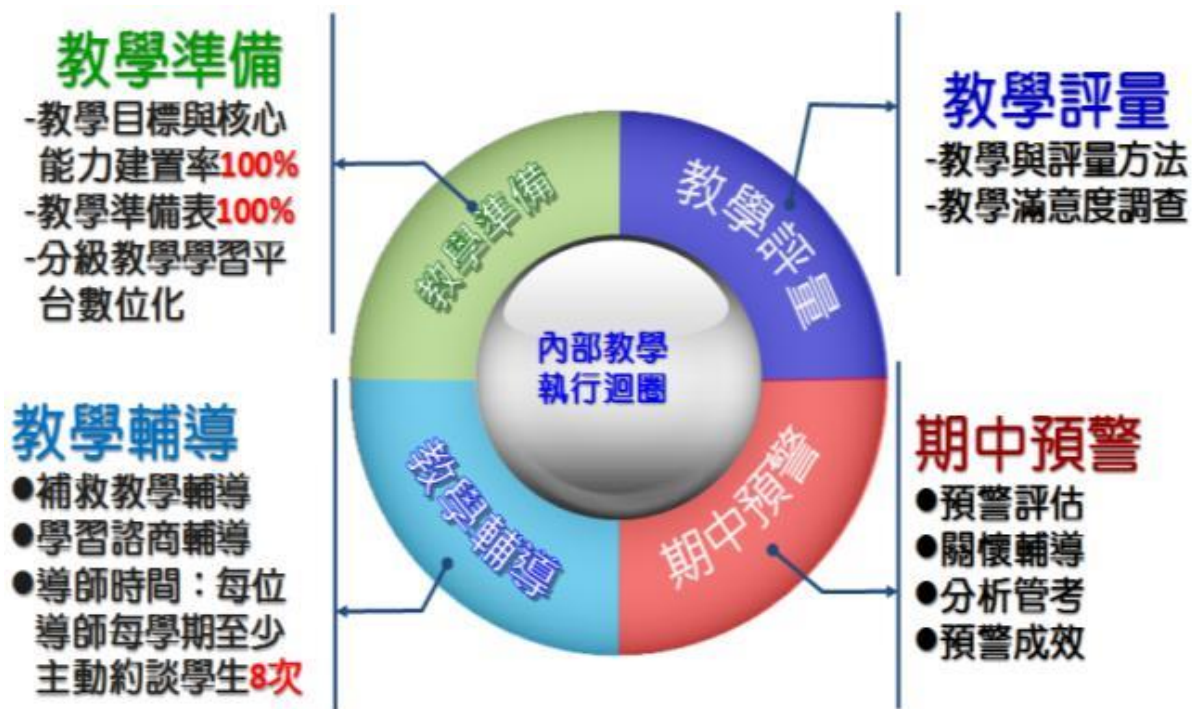 教學準備
-教學目標與核心
能力建置率100%
-教學準備表100%
-分級教學學習平
台數位化
教學評量
-教學與評量方法
-教學滿意度調查
教學準備
教學評量
內部教學
執行迴圈
教學輔導
期中預警
教學輔導
●補救教學輔導
●學習諮商輔導
●導師時間：每位
導師每學期至少
主動約談學生8次
期中預警
●預警評估
●關懷輔導
●分析管考
●預警成效